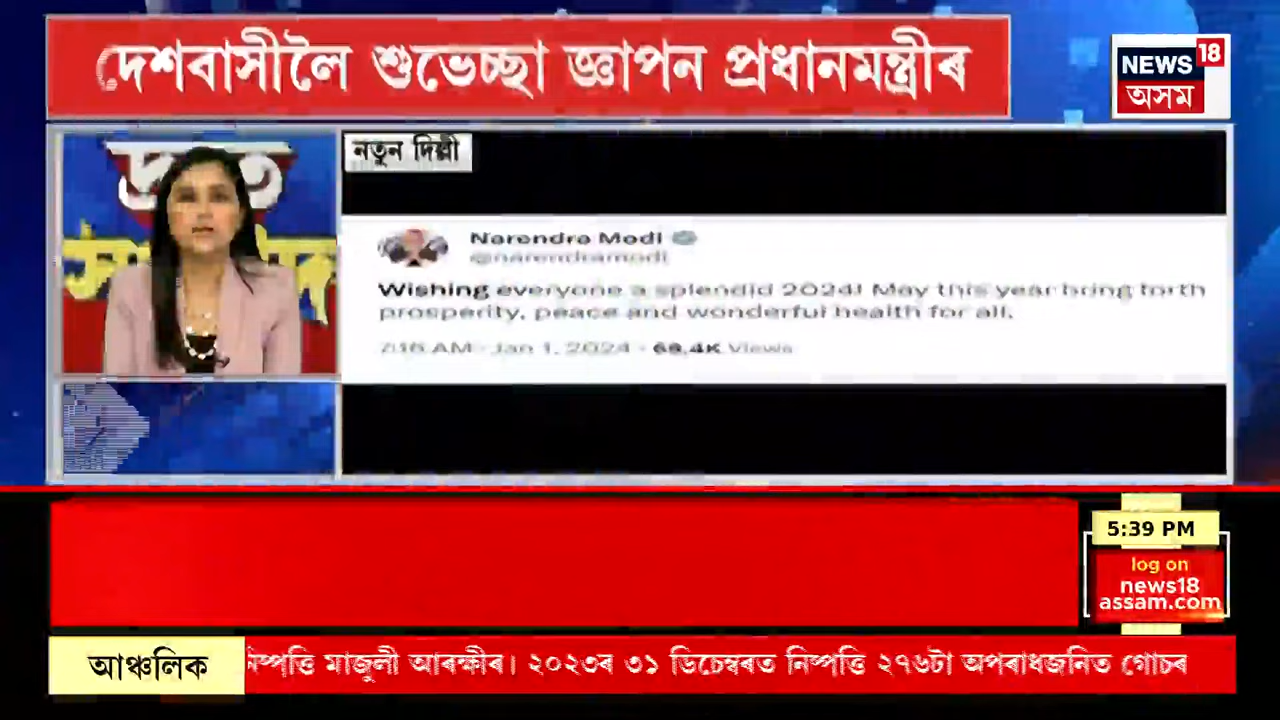 দেশবাসীলৈ শুভেচ্ছা জ্ঞাপন প্ৰধানমন্ত্ৰীৰ
NEWS 18
অসম
নতুন দিল্লী
Narendra Modi
@narendramodi
Wishing everyone a splendid 2024! May this year bring forth
prosperity, peace and wonderful health for all.
7:16 AM · Jan 1, 2024 · 68.4K Views
5:39 PM
log on
news18
assam.com
আঞ্চলিক
নিষ্পত্তি মাজুলী আৰক্ষীৰ। ২০২৩ৰ ৩১ ডিচেম্বৰত নিষ্পত্তি ২৭৬টা অপৰাধজনিত গোচৰ